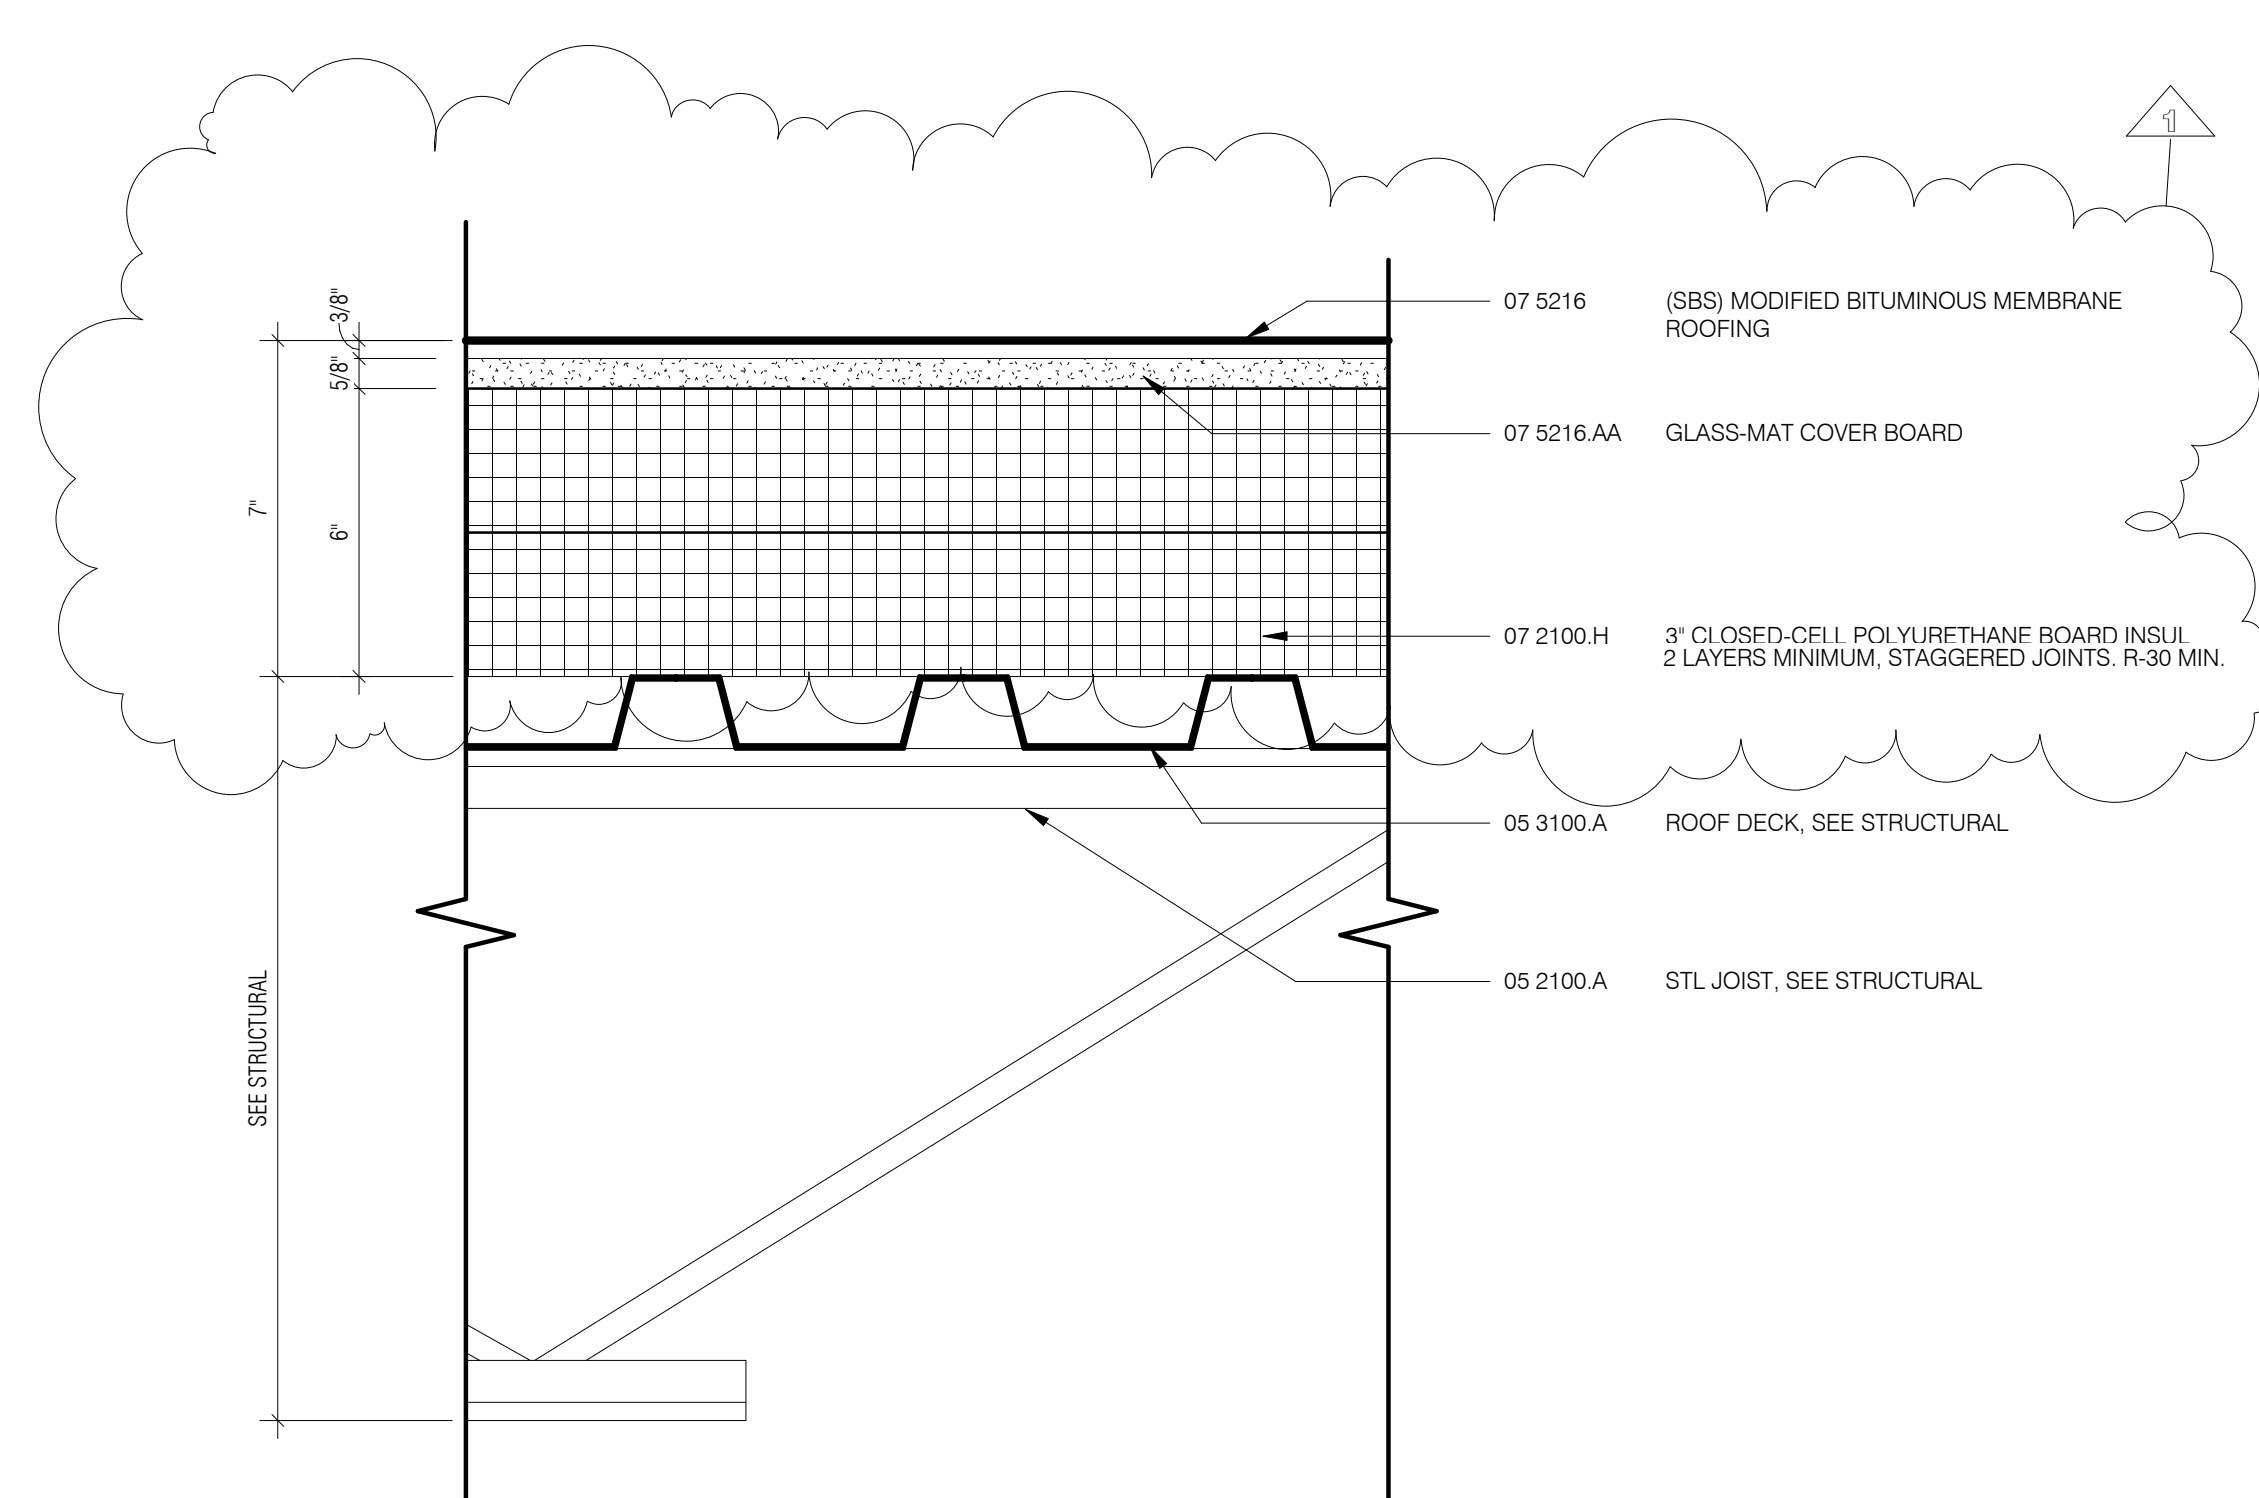 1
07 5216 (SBS) MODIFIED BITUMINOUS MEMBRANE
ROOFING
07 5216.AA GLASS-MAT COVER BOARD
07 2100.H 3" CLOSED-CELL POLYURETHANE BOARD INSUL
2 LAYERS MINIMUM, STAGGERED JOINTS. R-30 MIN.
05 3100.A ROOF DECK, SEE STRUCTURAL
05 2100.A STL JOIST, SEE STRUCTURAL
3/8"
5/8"
7"
6"
SEE STRUCTURAL